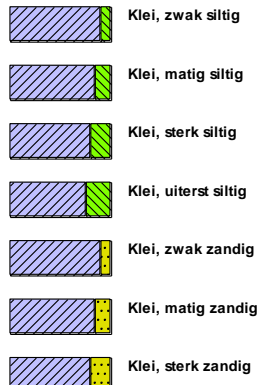 Klei, zwak siltig
Klei, matig siltig
Klei, sterk siltig
Klei, uiterst siltig
Klei, zwak zandig
Klei, matig zandig
Klei, sterk zandig